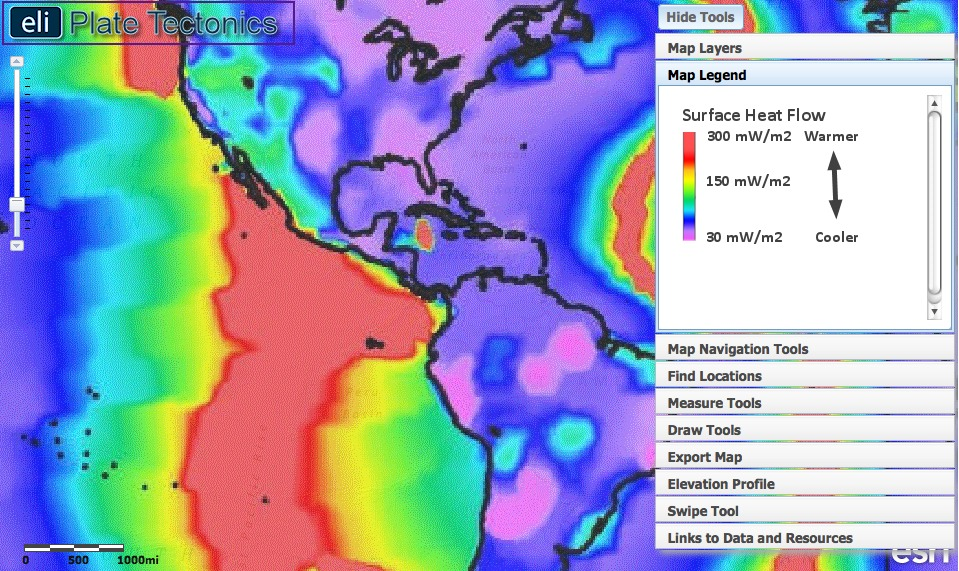 eli Plate Tectonics
Hide Tools
Map Layers
Map Legend
Surface Heat Flow
300 mW/m2 Warmer
150 mW/m2
30 mW/m2 Cooler
Map Navigation Tools
Find Locations
Measure Tools
Draw Tools
Export Map
Elevation Profile
Swipe Tool
Links to Data and Resources
Peru
Basin
0 500 1000mi
esri